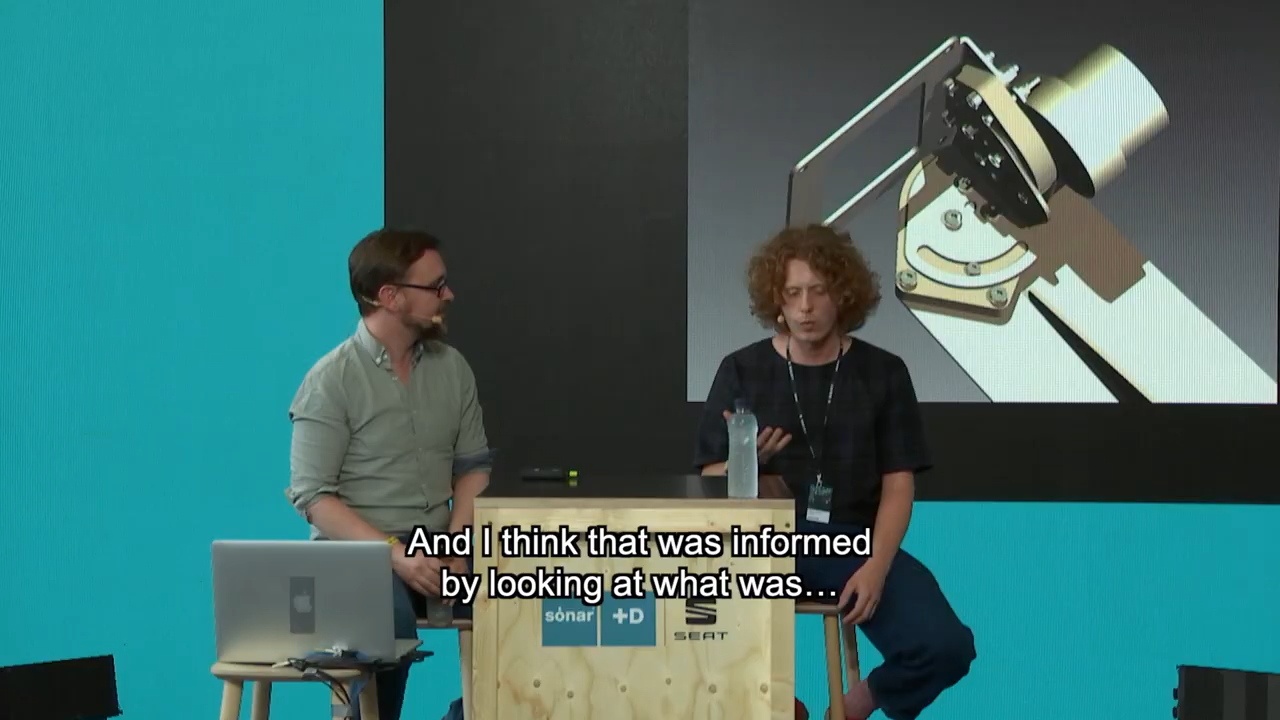 And I think that was informed
by looking at what was…
sónar +D
SEAT